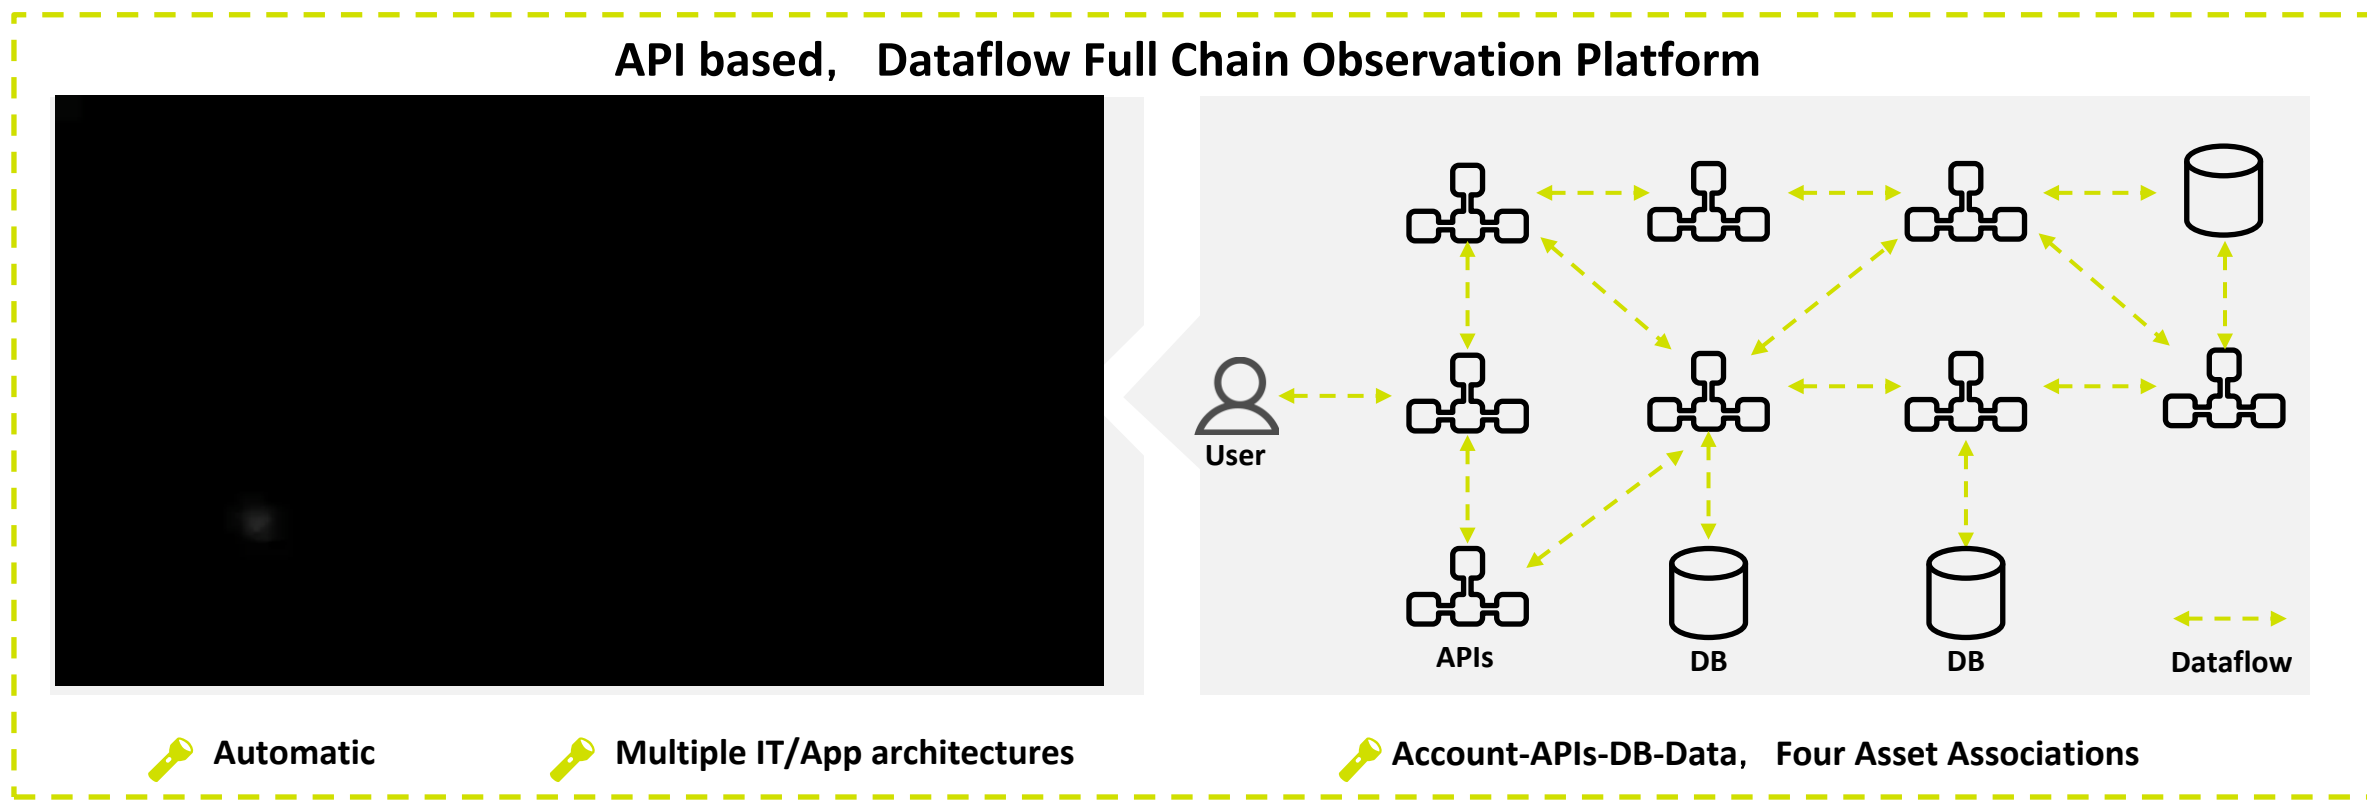 API based， Dataflow Full Chain Observation Platform
User
APIs
DB
DB
Dataflow
Automatic
Multiple IT/App architectures
Account-APIs-DB-Data， Four Asset Associations